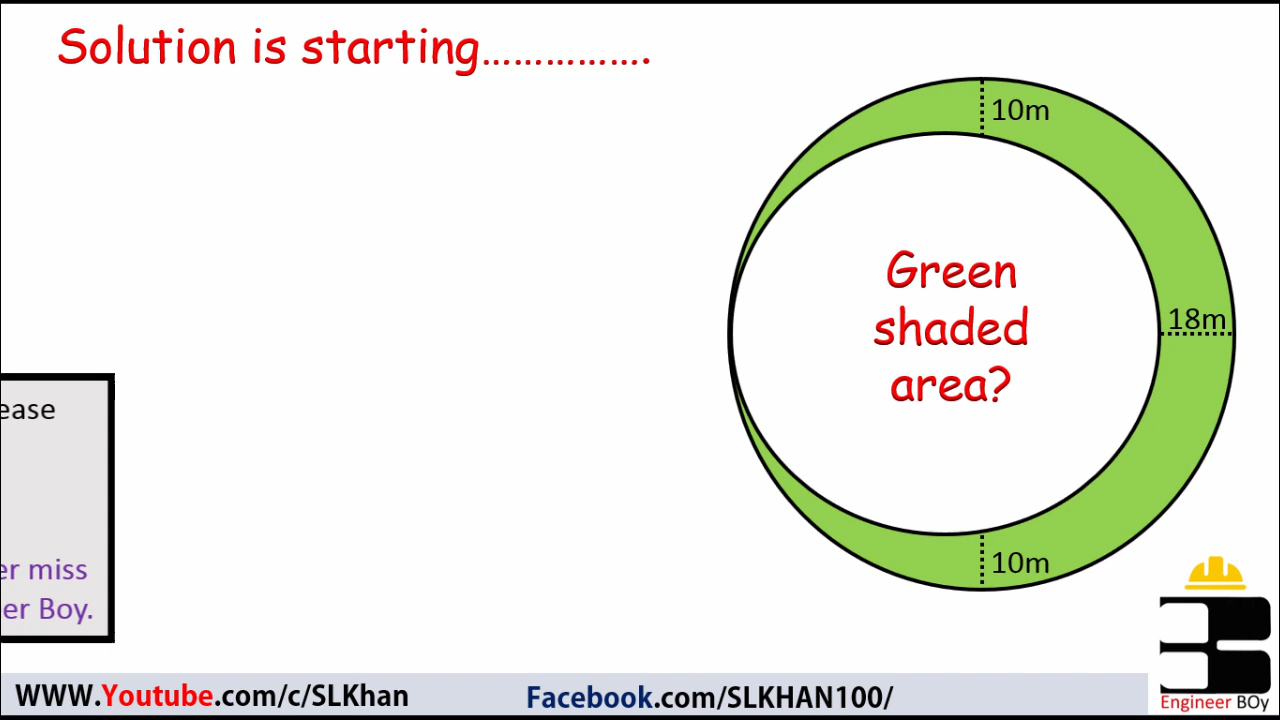 Solution is starting...............
10m
Green
shaded
area?
18m
10m
ease
er miss
er Boy.
WWW.Youtube.com/c/SLKhan
Facebook.com/SLKHAN100/
Engineer BOy